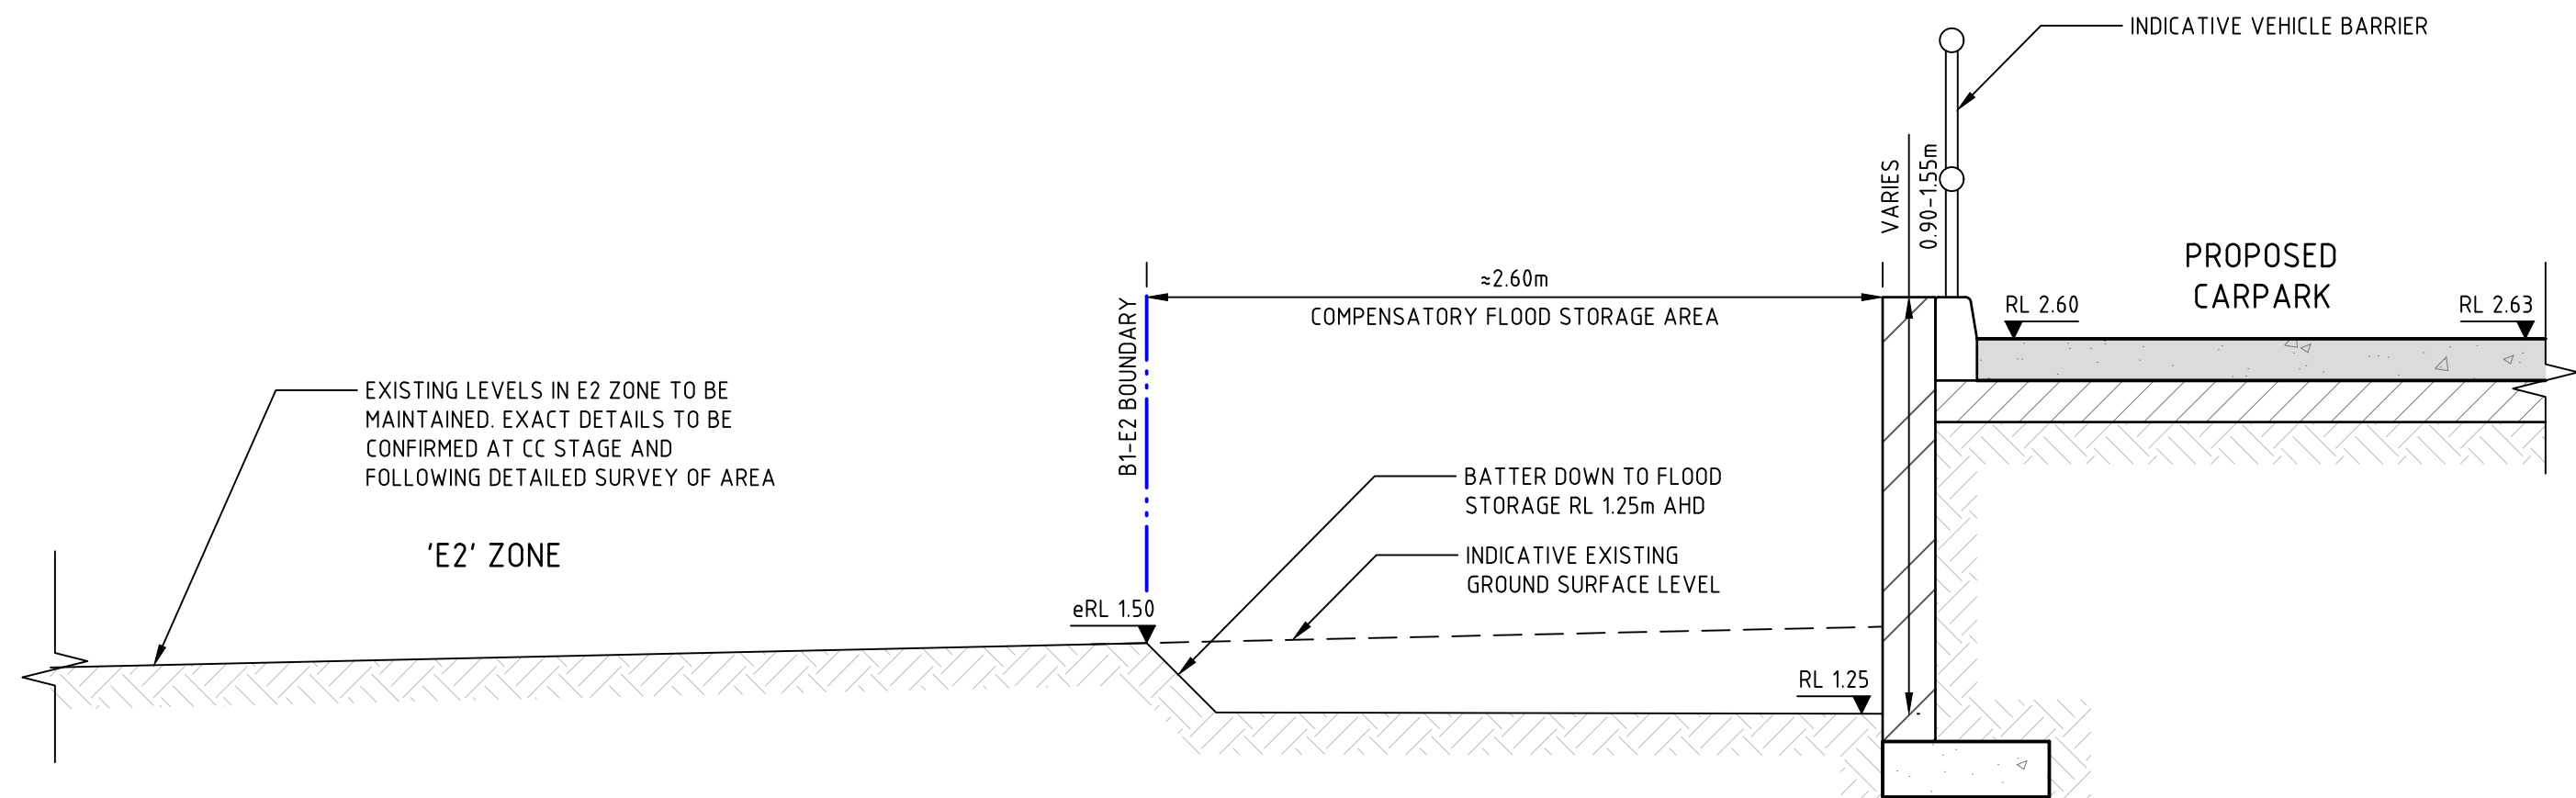 INDICATIVE VEHICLE BARRIER
VARIES
0.90-1.55m
≈2.60m
COMPENSATORY FLOOD STORAGE AREA
B1-E2 BOUNDARY
PROPOSED
CARPARK
RL 2.60
RL 2.63
EXISTING LEVELS IN E2 ZONE TO BE
MAINTAINED. EXACT DETAILS TO BE
CONFIRMED AT CC STAGE AND
FOLLOWING DETAILED SURVEY OF AREA
'E2' ZONE
BATTER DOWN TO FLOOD
STORAGE RL 1.25m AHD
INDICATIVE EXISTING
GROUND SURFACE LEVEL
eRL 1.50
RL 1.25